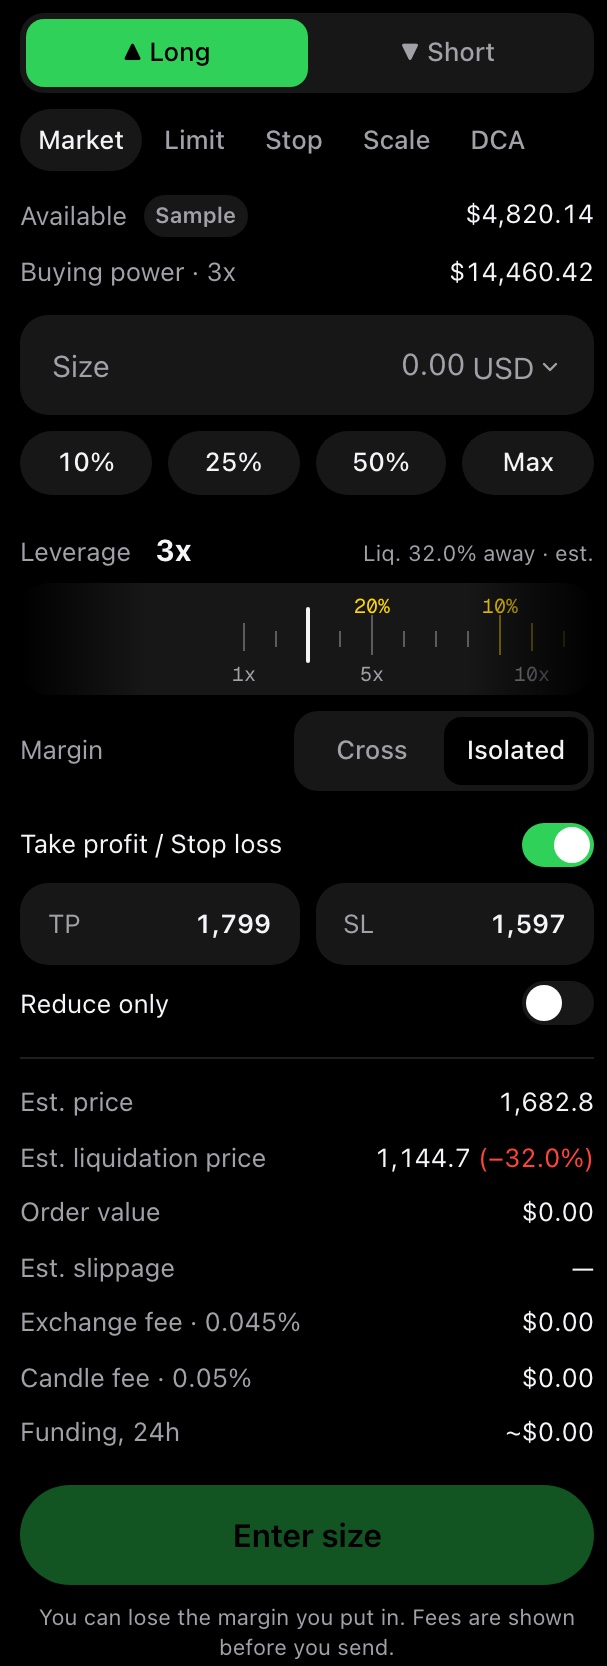 ▲ Long ▼ Short
Market Limit Stop Scale DCA
Available Sample $4,820.14
Buying power · 3x $14,460.42
Size 0.00 USD
10% 25% 50% Max
Leverage 3x Liq. 32.0% away · est.
20% 10%
1x 5x 10x
Margin Cross Isolated
Take profit / Stop loss
TP 1,799 SL 1,597
Reduce only
Est. price 1,682.8
Est. liquidation price 1,144.7 (−32.0%)
Order value $0.00
Est. slippage —
Exchange fee · 0.045% $0.00
Candle fee · 0.05% $0.00
Funding, 24h ~$0.00
Enter size
You can lose the margin you put in. Fees are shown
before you send.